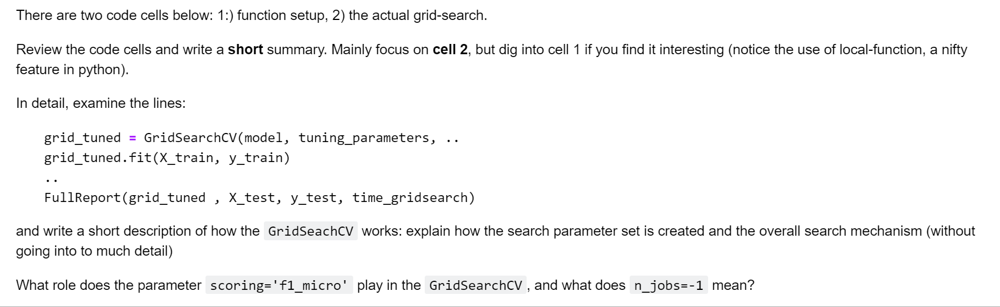 There are two code cells below: 1:) function setup, 2) the actual grid-search.
Review the code cells and write a short summary. Mainly focus on cell 2, but dig into cell 1 if you find it interesting (notice the use of local-function, a nifty
feature in python).
In detail, examine the lines:
grid_tuned = GridSearchCV(model, tuning_parameters, ..
grid_tuned.fit(X_train, y_train)
..
FullReport(grid_tuned , X_test, y_test, time_gridsearch)
and write a short description of how the GridSeachCV works: explain how the search parameter set is created and the overall search mechanism (without
going into to much detail)
What role does the parameter scoring='f1_micro' play in the GridSearchCV, and what does n_jobs=-1 mean?